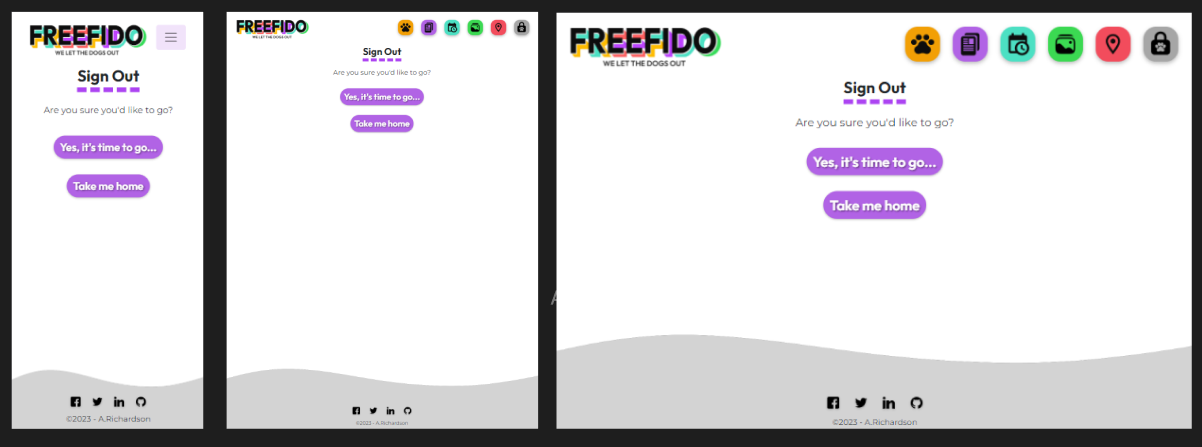 FREEFIDO
WE LET THE DOGS OUT
Sign Out
Are you sure you'd like to go?
Yes, it's time to go...
Take me home
©2023 - A.Richardson
FREEFIDO
WE LET THE DOGS OUT
Sign Out
Are you sure you'd like to go?
Yes, it's time to go...
Take me home
©2023 - A.Richardson
FREEFIDO
WE LET THE DOGS OUT
Sign Out
Are you sure you'd like to go?
Yes, it's time to go...
Take me home
©2023 - A.Richardson